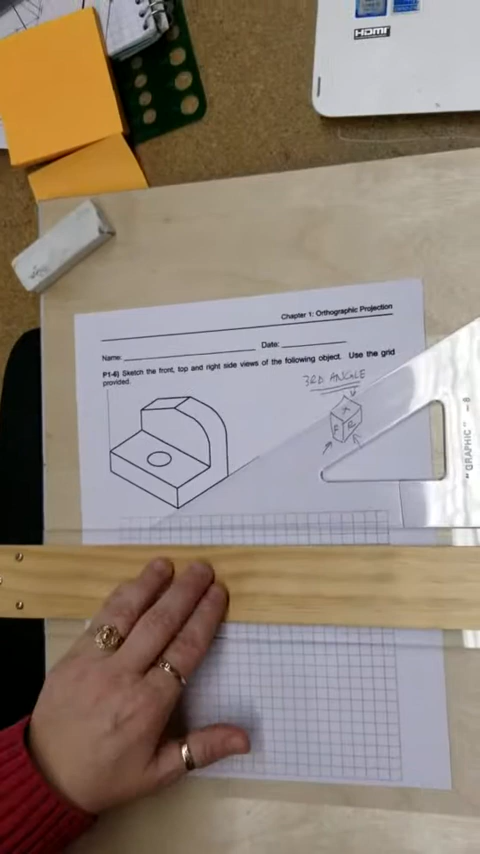 HDMI
Chapter 1: Orthographic Projection
Name:
Date:
P1-6) Sketch the front, top and right side views of the following object. Use the grid
provided.
3RD ANGLE
"GRAPHIC" - 8